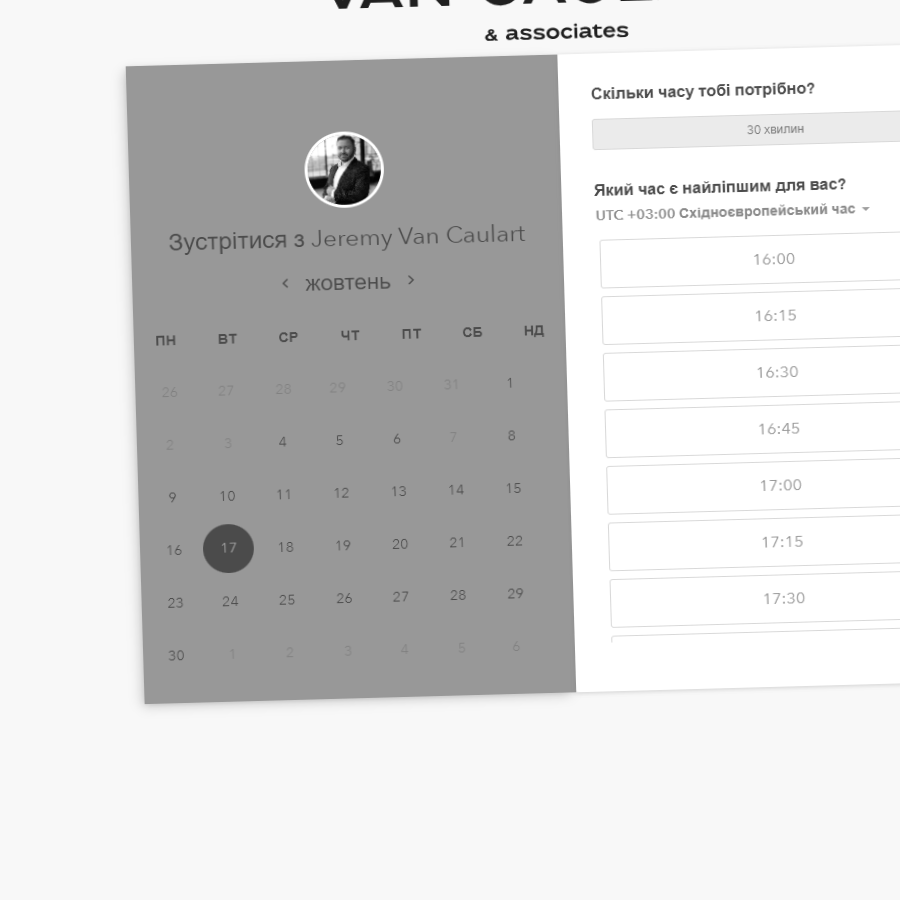 & associates
Зустрітися з Jeremy Van Caulart
‹ жовтень ›
ПН ВТ СР ЧТ ПТ СБ НД
26 27 28 29 30 31 1
2 3 4 5 6 7 8
9 10 11 12 13 14 15
16 17 18 19 20 21 22
23 24 25 26 27 28 29
30 1 2 3 4 5 6
Скільки часу тобі потрібно?
30 хвилин
Який час є найліпшим для вас?
UTC +03:00 Східноєвропейський час
16:00
16:15
16:30
16:45
17:00
17:15
17:30